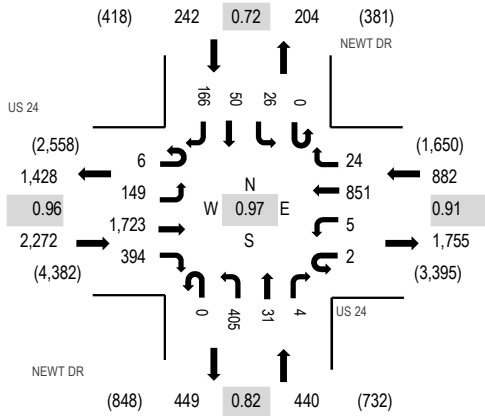 (418) 242 0.72 204 (381)
NEWT DR
166 50 26 0
US 24
(2,558) (1,650)
6 24
1,428 882
149 851
N
0.96 W 0.97 E 0.91
1,723 5
S
2,272 1,755
394 2
(4,382) (3,395)
0 405 31 4
US 24
NEWT DR
(848) 449 0.82 440 (732)